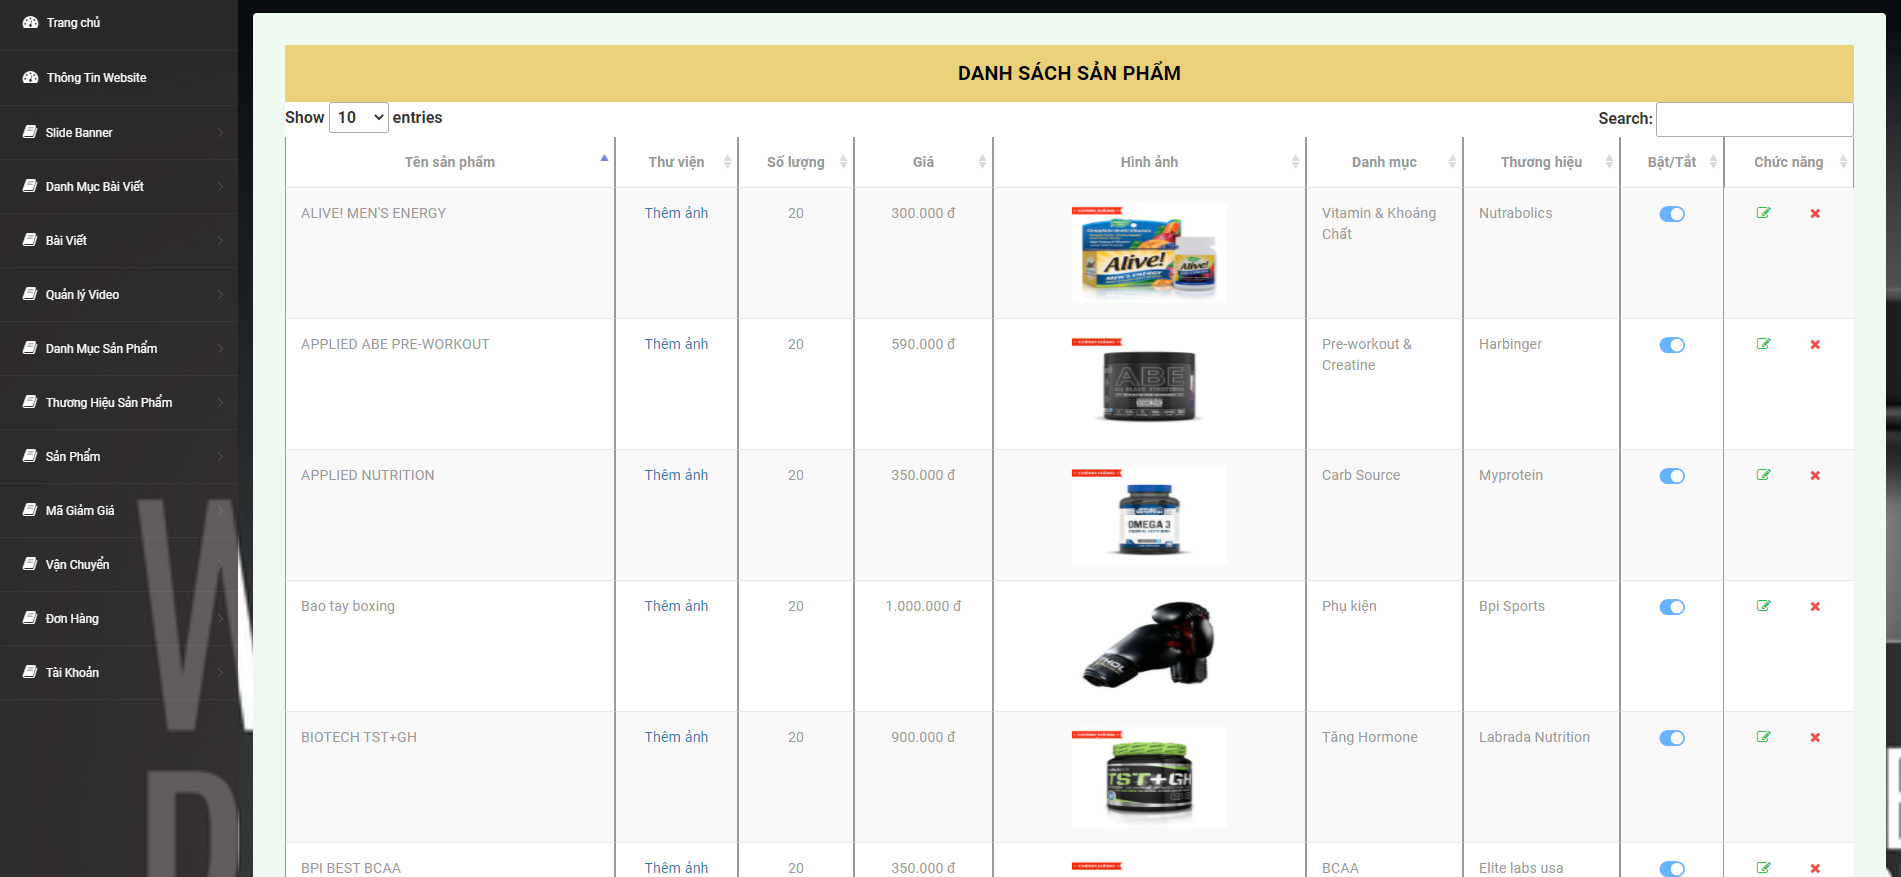 Trang chủ
Thông Tin Website
Slide Banner
Danh Mục Bài Viết
Bài Viết
Quản lý Video
Danh Mục Sản Phẩm
Thương Hiệu Sản Phẩm
Sản Phẩm
Mã Giảm Giá
Vận Chuyển
Đơn Hàng
Tài Khoản
DANH SÁCH SẢN PHẨM
Show 10 entries
Search:
Tên sản phẩm Thư viện Số lượng Giá Hình ảnh Danh mục Thương hiệu Bật/Tắt Chức năng
ALIVE! MEN'S ENERGY Thêm ảnh 20 300.000 đ Vitamin & Khoáng Nutrabolics
Chất
Alive!
MEN'S ENERGY
Alive!
APPLIED ABE PRE-WORKOUT Thêm ảnh 20 590.000 đ Pre-workout & Harbinger
Creatine
ABE
APPLIED NUTRITION Thêm ảnh 20 350.000 đ Carb Source Myprotein
OMEGA 3
Bao tay boxing Thêm ảnh 20 1.000.000 đ Phụ kiện Bpi Sports
BIOTECH TST+GH Thêm ảnh 20 900.000 đ Tăng Hormone Labrada Nutrition
TST+GH
BPI BEST BCAA Thêm ảnh 20 350.000 đ BCAA Elite labs usa